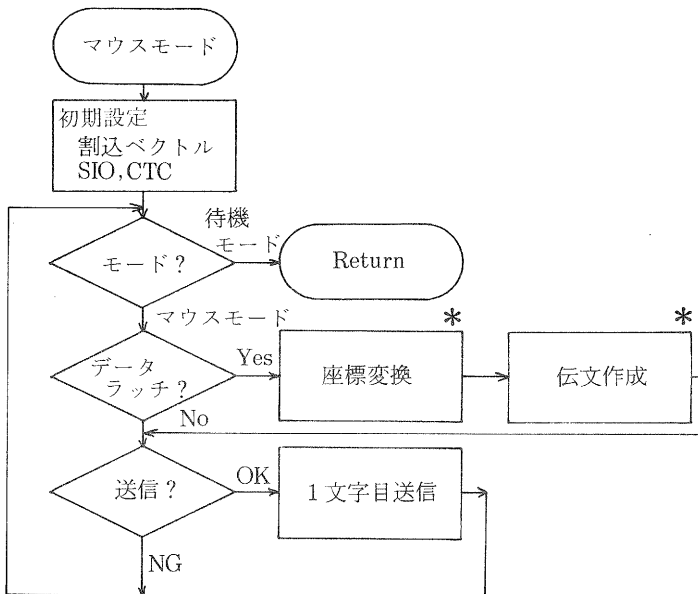 マウスモード
初期設定
割込ベクトル
SIO,CTC
モード?
待機
モード
Return
マウスモード
データ
ラッチ?
Yes
座標変換
*
伝文作成
*
No
送信?
OK
1文字目送信
NG